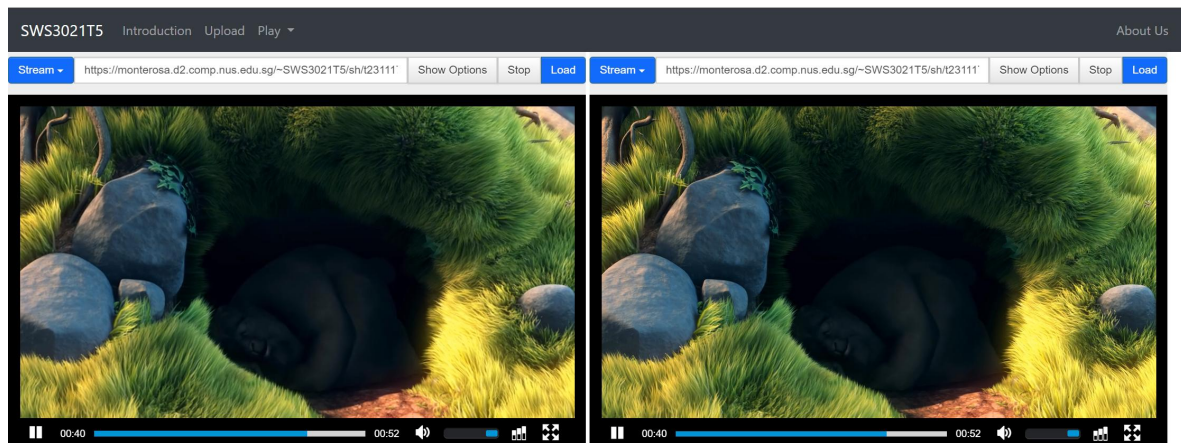 SWS3021T5 Introduction Upload Play About Us
Stream https://monterosa.d2.comp.nus.edu.sg/~SWS3021T5/sh/t23111 Show Options Stop Load Stream https://monterosa.d2.comp.nus.edu.sg/~SWS3021T5/sh/t23111 Show Options Stop Load
00:40 00:52 00:40 00:52